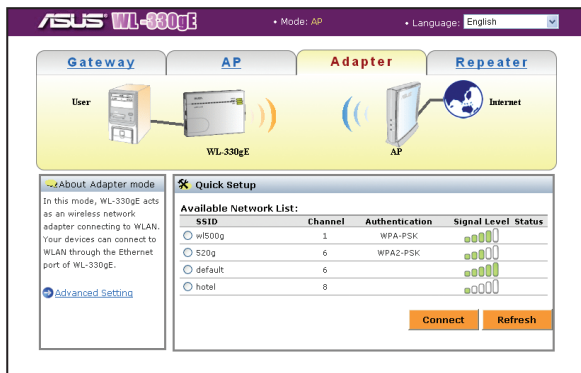 ASUS WL-330gE • Mode: AP • Language: English
Gateway AP Adapter Repeater
User Internet
WL-330gE AP
About Adapter mode
In this mode, WL-330gE acts
as an wireless network
adapter connecting to WLAN.
Your devices can connect to
WLAN through the Ethernet
port of WL-330gE.
Advanced Setting
Quick Setup
Available Network List:
SSID Channel Authentication Signal Level Status
wl500g 1 WPA-PSK
520g 6 WPA2-PSK
default 6
hotel 8
Connect Refresh